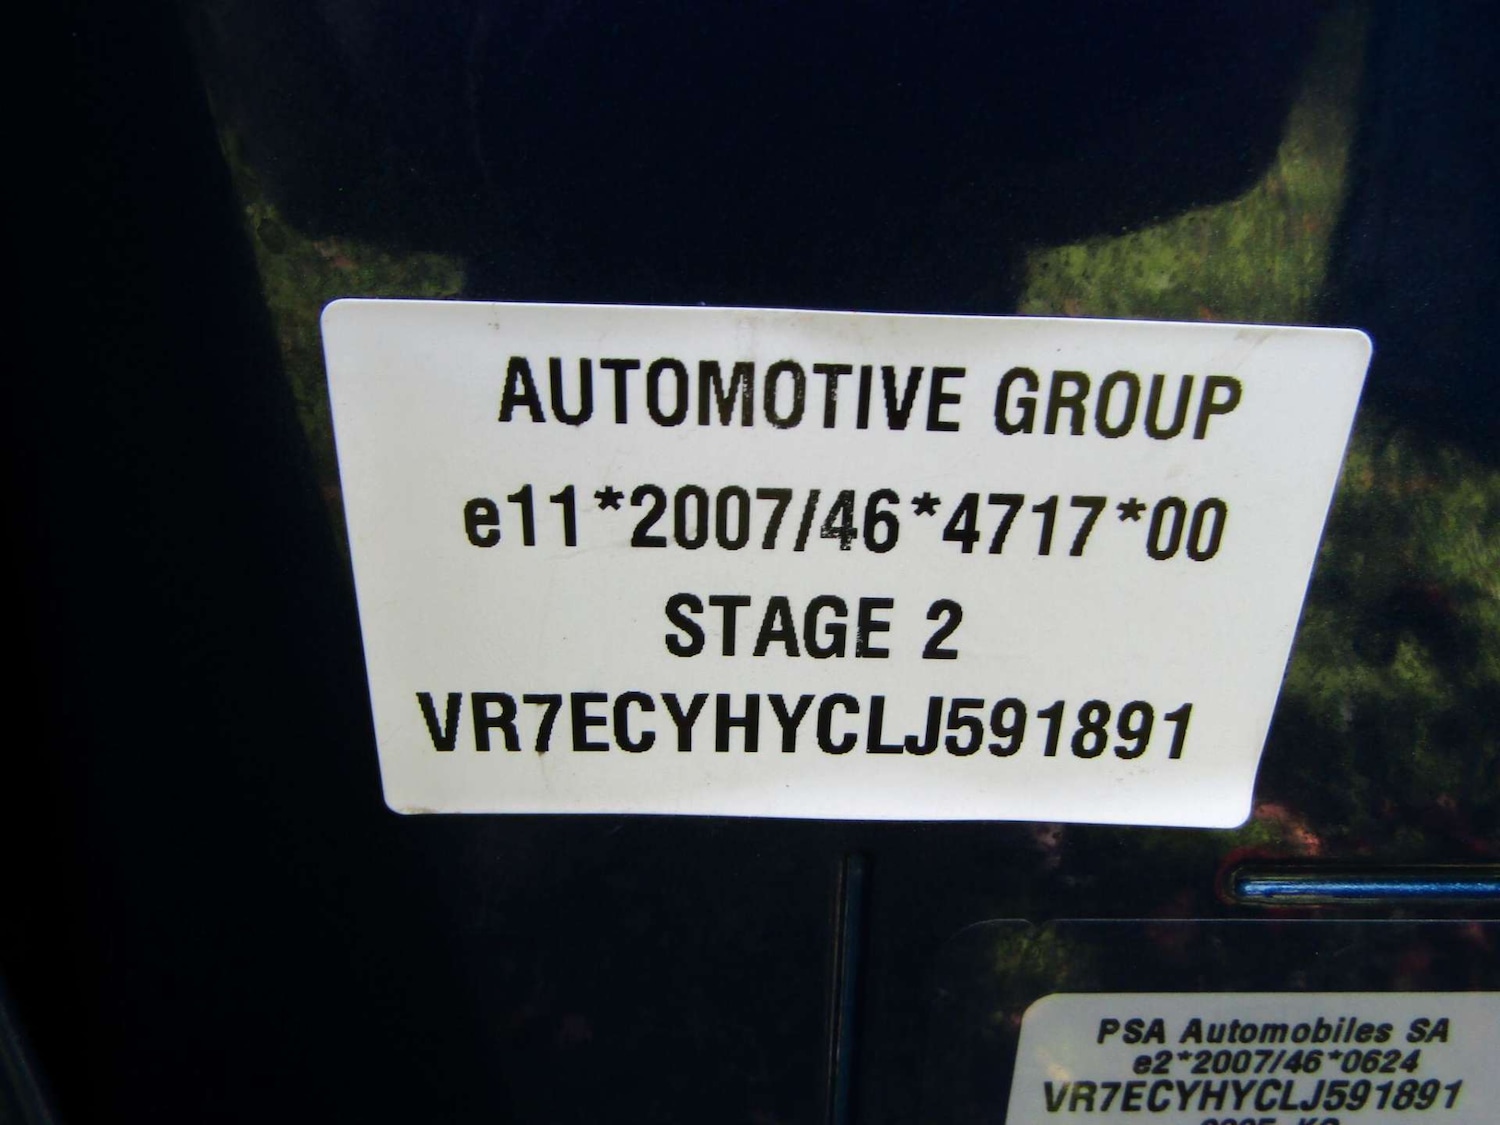 AUTOMOTIVE GROUP
e11*2007/46*4717*00
STAGE 2
VR7ECYHYCLJ591891
PSA Automobiles SA
e2*2007/46*0624
VR7ECYHYCLJ591891